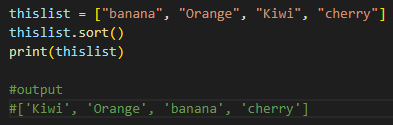 thislist = ["banana", "Orange", "Kiwi", "cherry"]
thislist.sort()
print(thislist)
#output
#['Kiwi', 'Orange', 'banana', 'cherry']